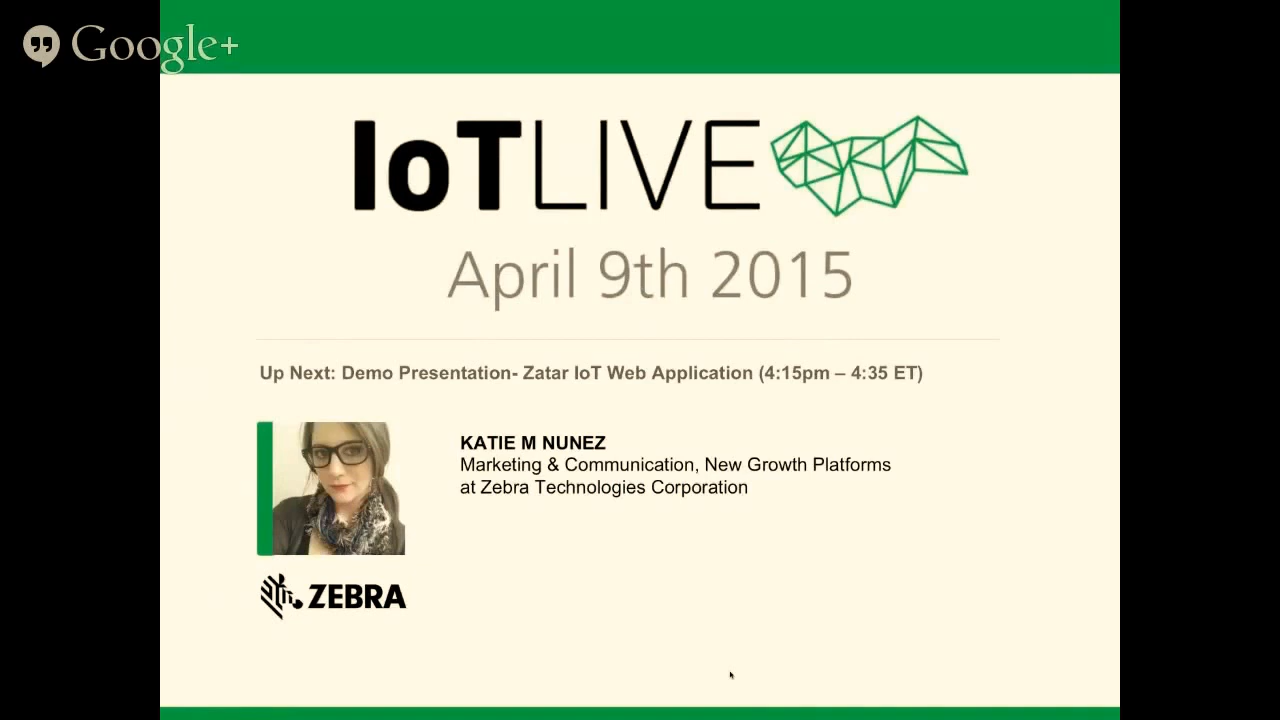 Google+
IoTLIVE
April 9th 2015
Up Next: Demo Presentation- Zatar IoT Web Application (4:15pm – 4:35 ET)
KATIE M NUNEZ
Marketing & Communication, New Growth Platforms
at Zebra Technologies Corporation
ZEBRA